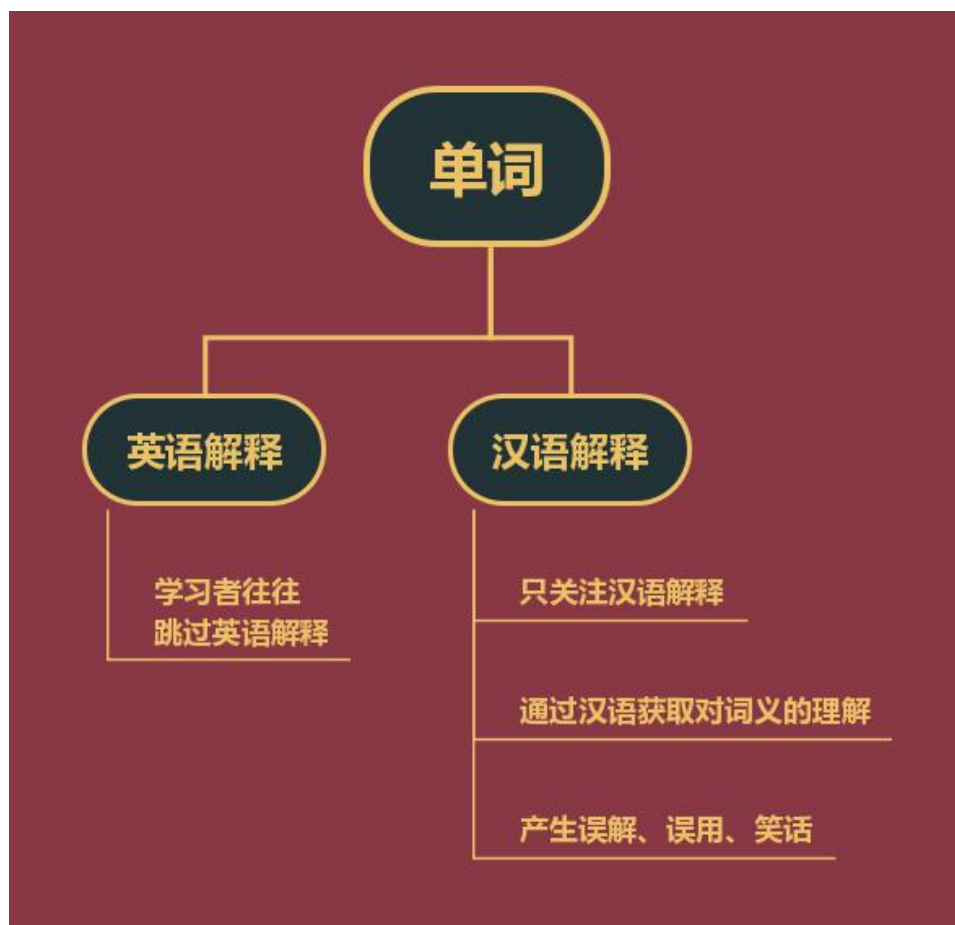 单词
英语解释
学习者往往
跳过英语解释
汉语解释
只关注汉语解释
通过汉语获取对词义的理解
产生误解、误用、笑话